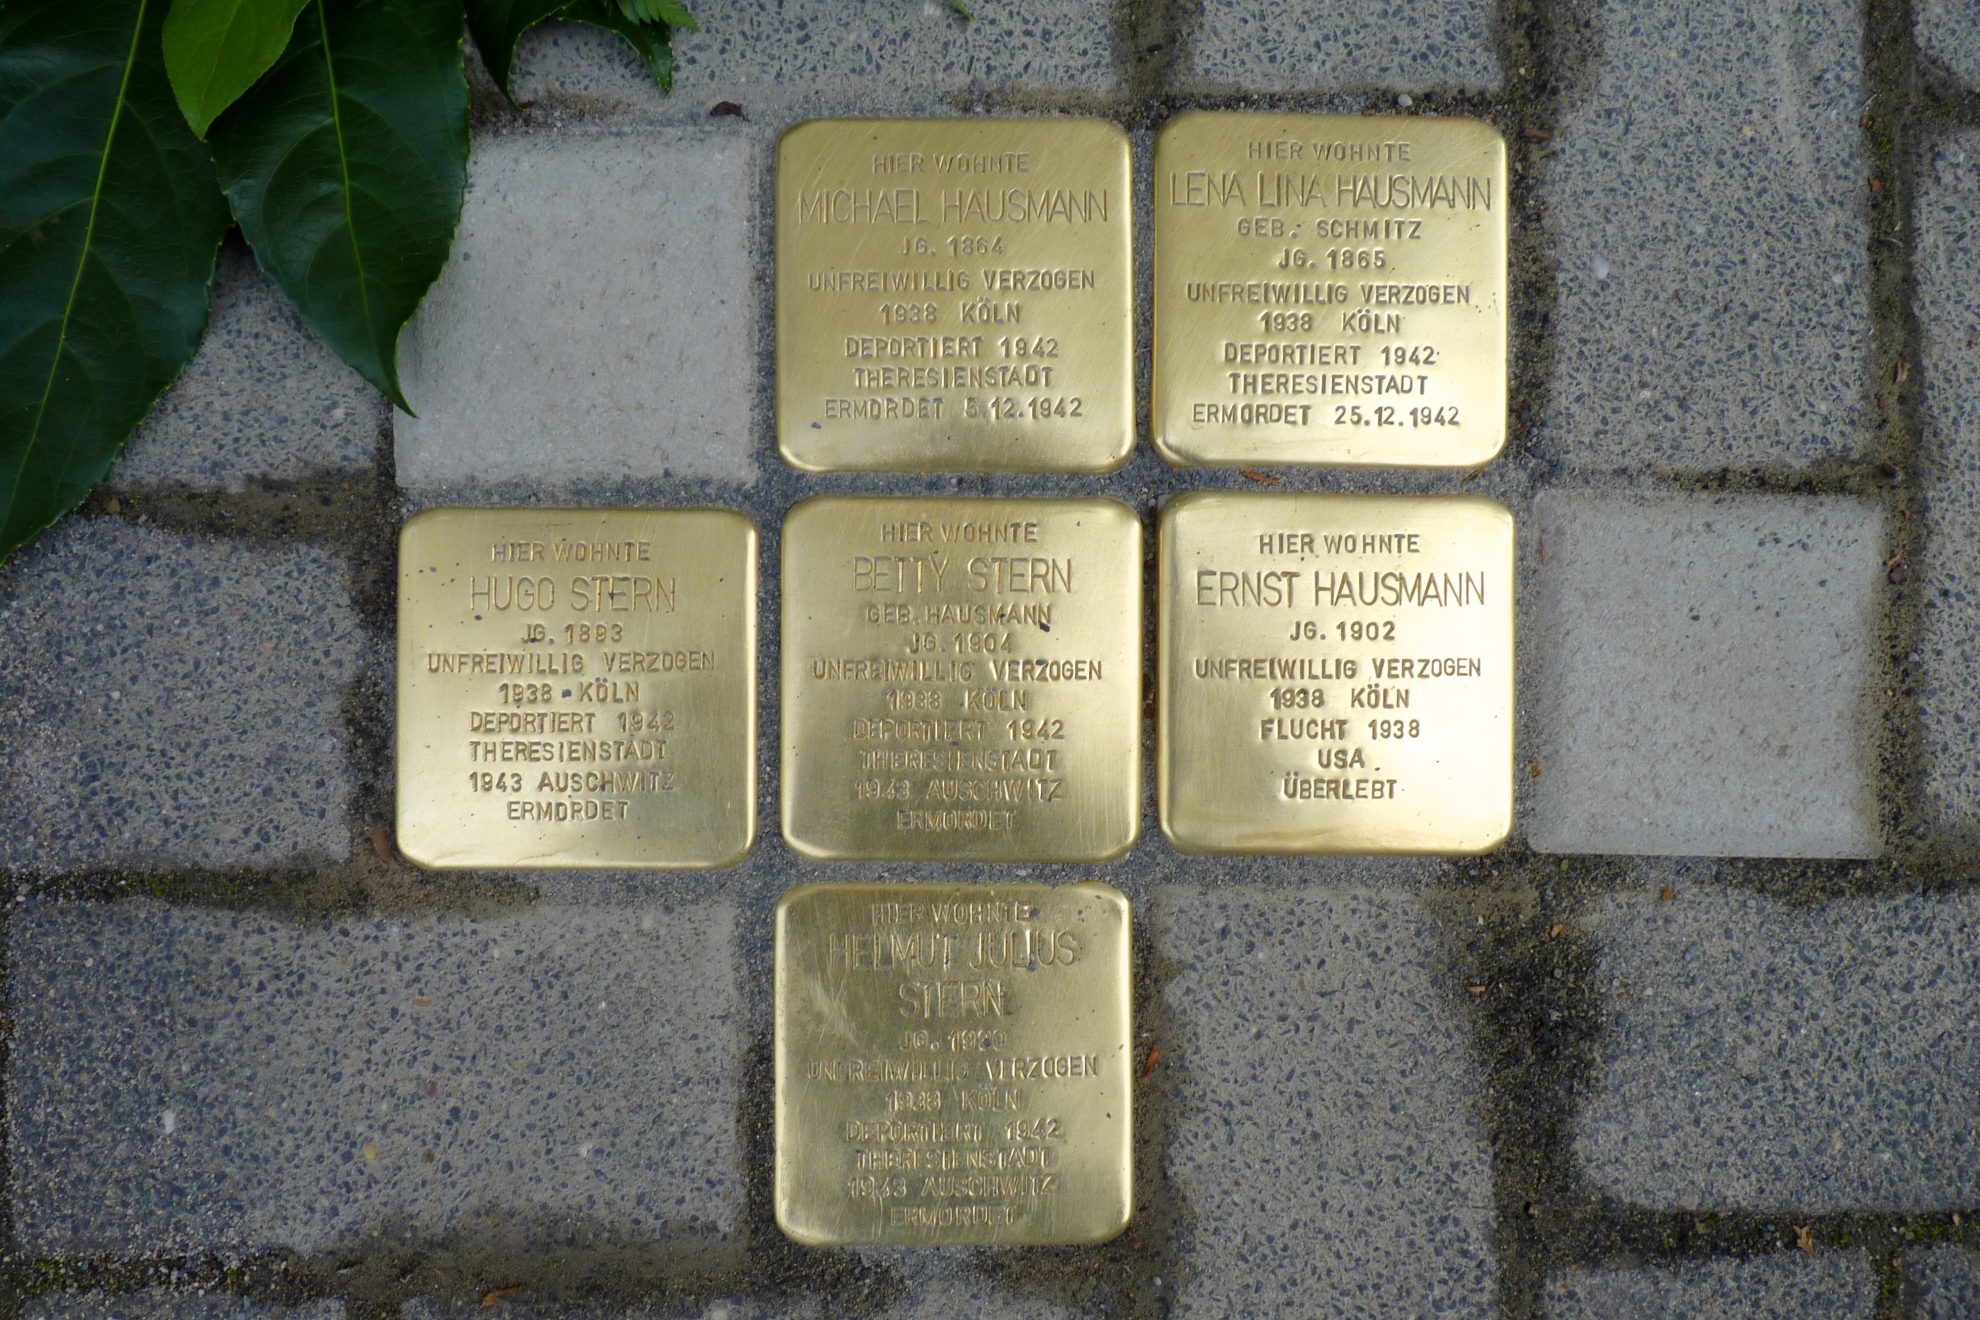 HIER WOHNTE
MICHAEL HAUSMANN
JG. 1864
UNFREIWILLIG VERZOGEN
1938 KÖLN
DEPORTIERT 1942
THERESIENSTADT
ERMORDET 5.12.1942
HIER WOHNTE
LENA LINA HAUSMANN
GEB. SCHMITZ
JG. 1865
UNFREIWILLIG VERZOGEN
1938 KÖLN
DEPORTIERT 1942
THERESIENSTADT
ERMORDET 25.12.1942
HIER WOHNTE
HUGO STERN
JG. 1893
UNFREIWILLIG VERZOGEN
1938 KÖLN
DEPORTIERT 1942
THERESIENSTADT
1943 AUSCHWITZ
ERMORDET
HIER WOHNTE
BETTY STERN
GEB. HAUSMANN
JG. 1904
UNFREIWILLIG VERZOGEN
1938 KÖLN
DEPORTIERT 1942
THERESIENSTADT
1943 AUSCHWITZ
ERMORDET
HIER WOHNTE
ERNST HAUSMANN
JG. 1902
UNFREIWILLIG VERZOGEN
1938 KÖLN
FLUCHT 1938
USA
ÜBERLEBT
HIER WOHNTE
HELMUT JULIUS
STERN
JG.
UNFREIWILLIG VERZOGEN
1938 KÖLN
DEPORTIERT 1942
THERESIENSTADT
1943 AUSCHWITZ
ERMORDET